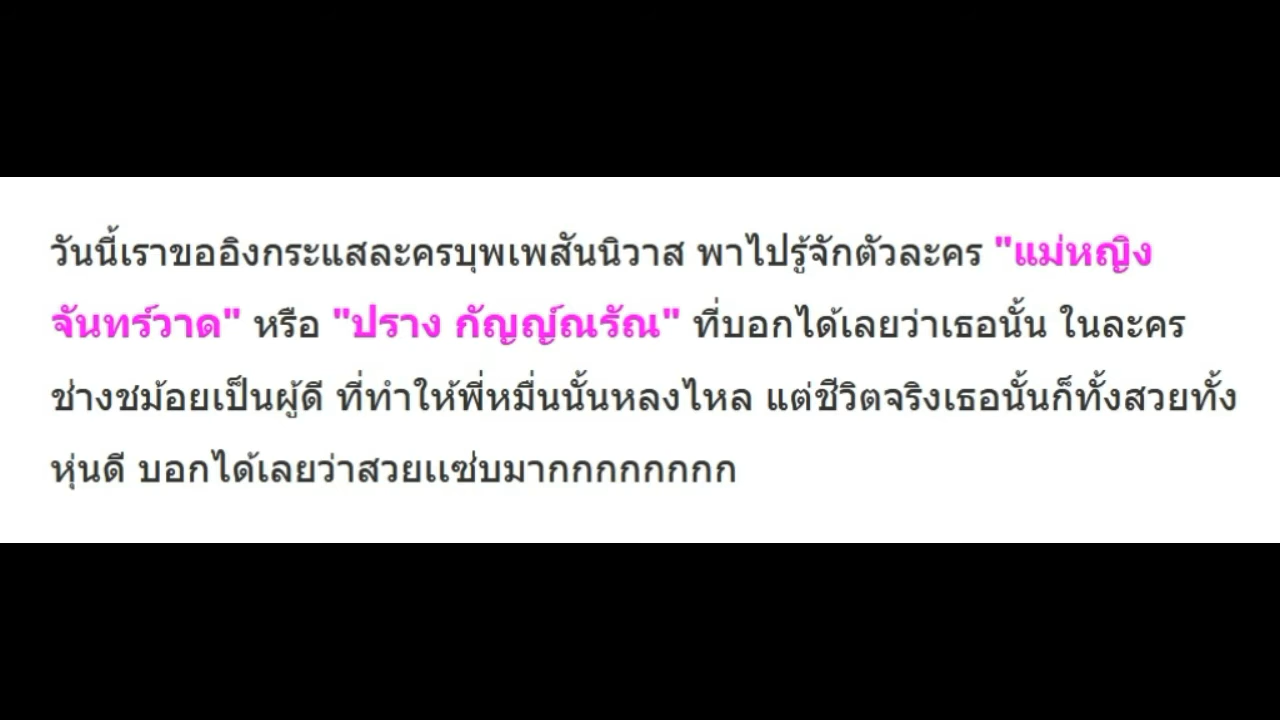 วันนี้เราขออิงกระแสละครบุพเพสันนิวาส พาไปรู้จักตัวละคร "แม่หญิง
จันทร์วาด" หรือ "ปราง กัญญ์ณรัณ" ที่บอกได้เลยว่าเธอนั้น ในละคร
ช่างชม้อยเป็นผู้ดี ที่ทำให้พี่หมื่นนั้นหลงไหล แต่ชีวิตจริงเธอนั้นก็ทั้งสวยทั้ง
หุ่นดี บอกได้เลยว่าสวยแซ่บมากกกกกกกก